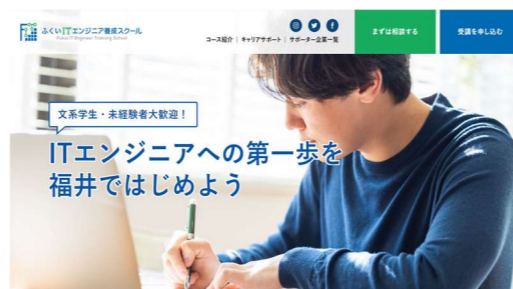 ふくいITエンジニア養成スクール
Fukui IT Engineer Training School
コース紹介 | キャリアサポート | サポーター企業一覧
まずは相談する
受講を申し込む
文系学生・未経験者大歓迎！
ITエンジニアへの第一歩を
福井ではじめよう